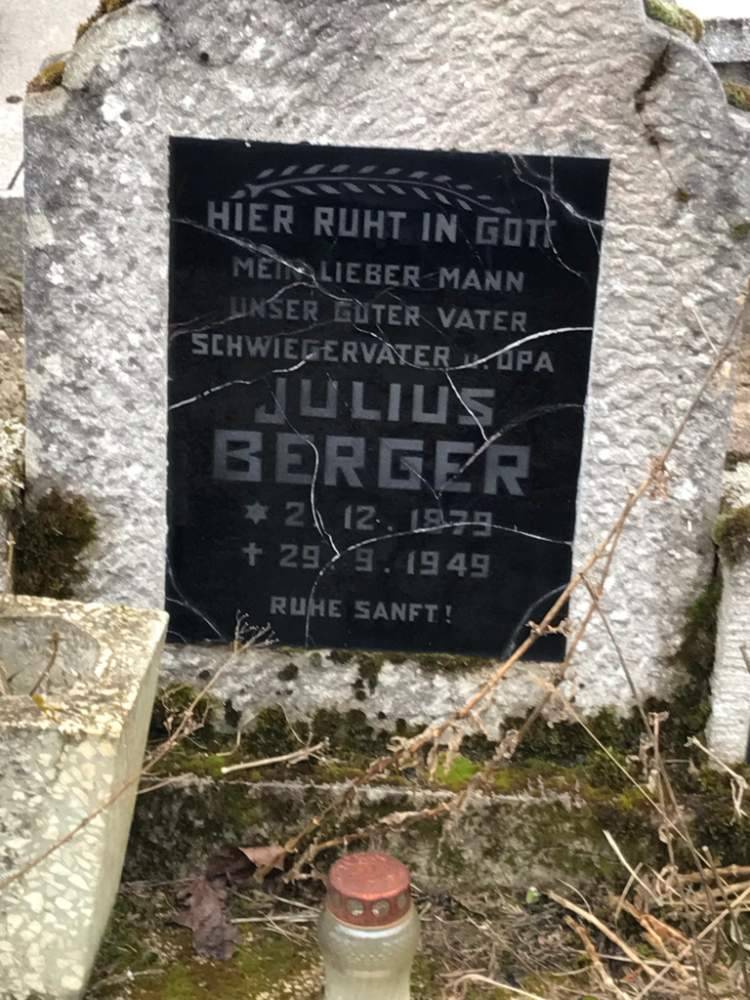 HIER RUHT IN GOTT
MEIN LIEBER MANN
UNSER GUTER VATER
SCHWIEGERVATER u. OPA
JULIUS
BERGER
✶ 2. 12. 1879
✝ 29. 9. 1949
RUHE SANFT!